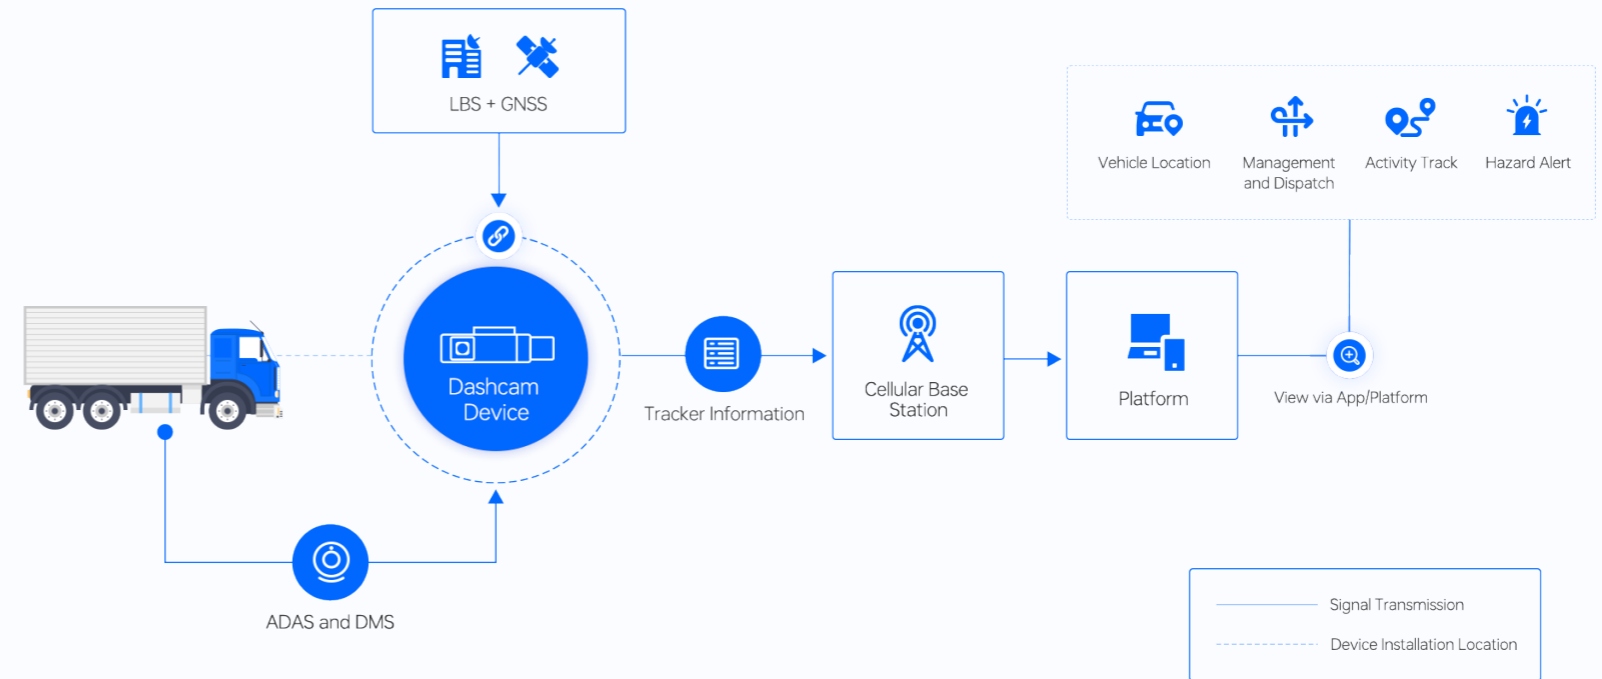 LBS + GNSS
Vehicle Location
Management
and Dispatch
Activity Track
Hazard Alert
Dashcam
Device
Tracker Information
Cellular Base
Station
Platform
View via App/Platform
ADAS and DMS
Signal Transmission
Device Installation Location